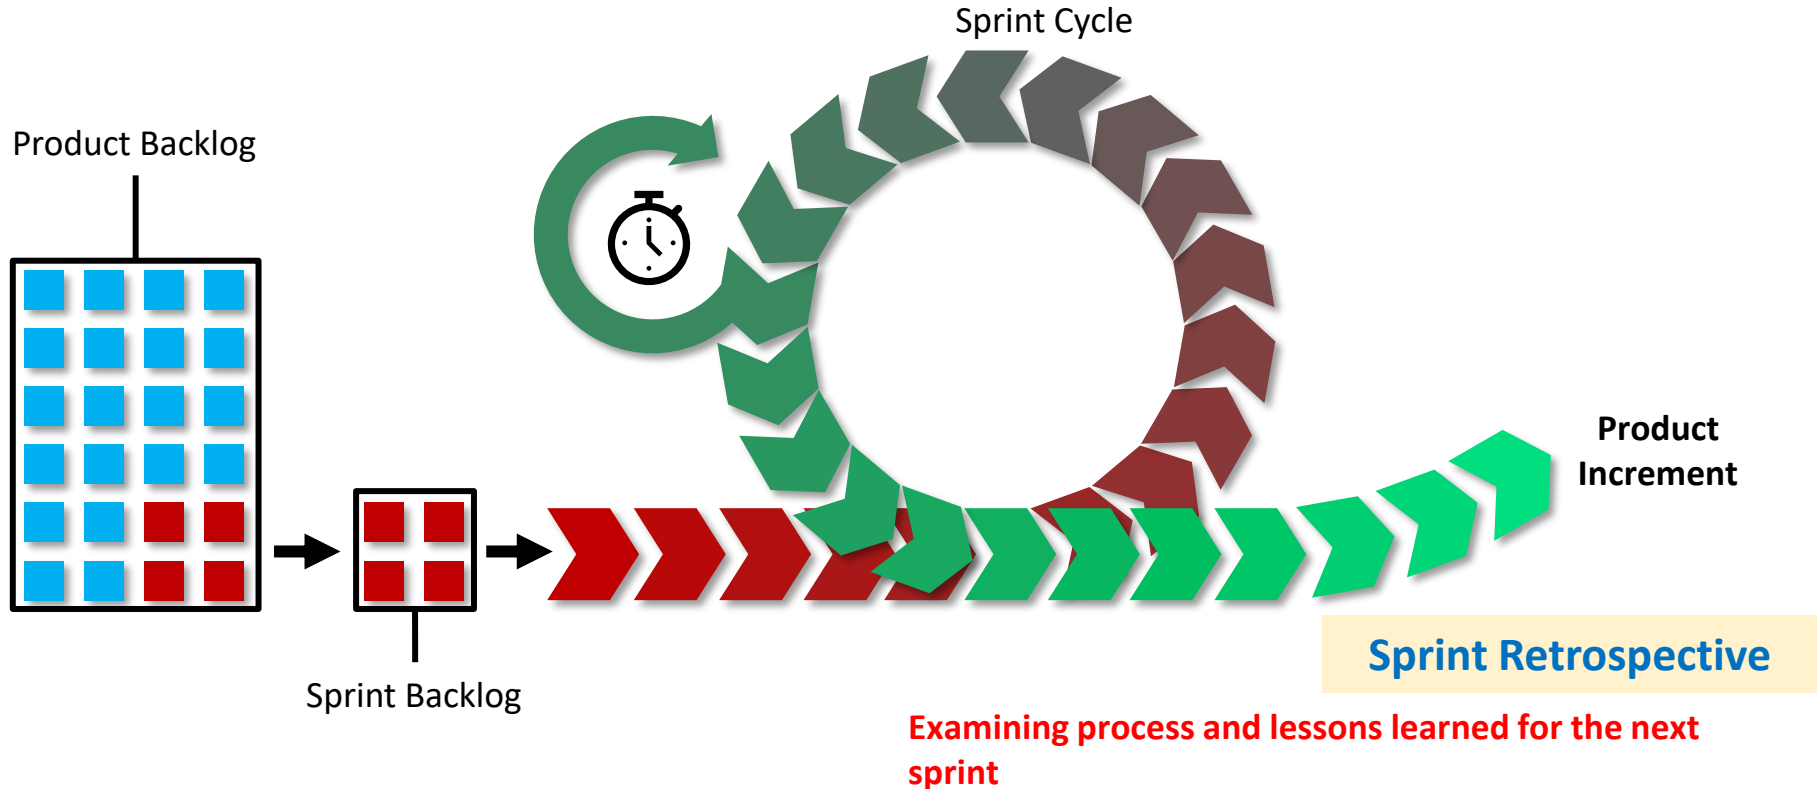 Sprint Cycle
Product Backlog
Product
Increment
Sprint Retrospective
Sprint Backlog
Examining process and lessons learned for the next
sprint